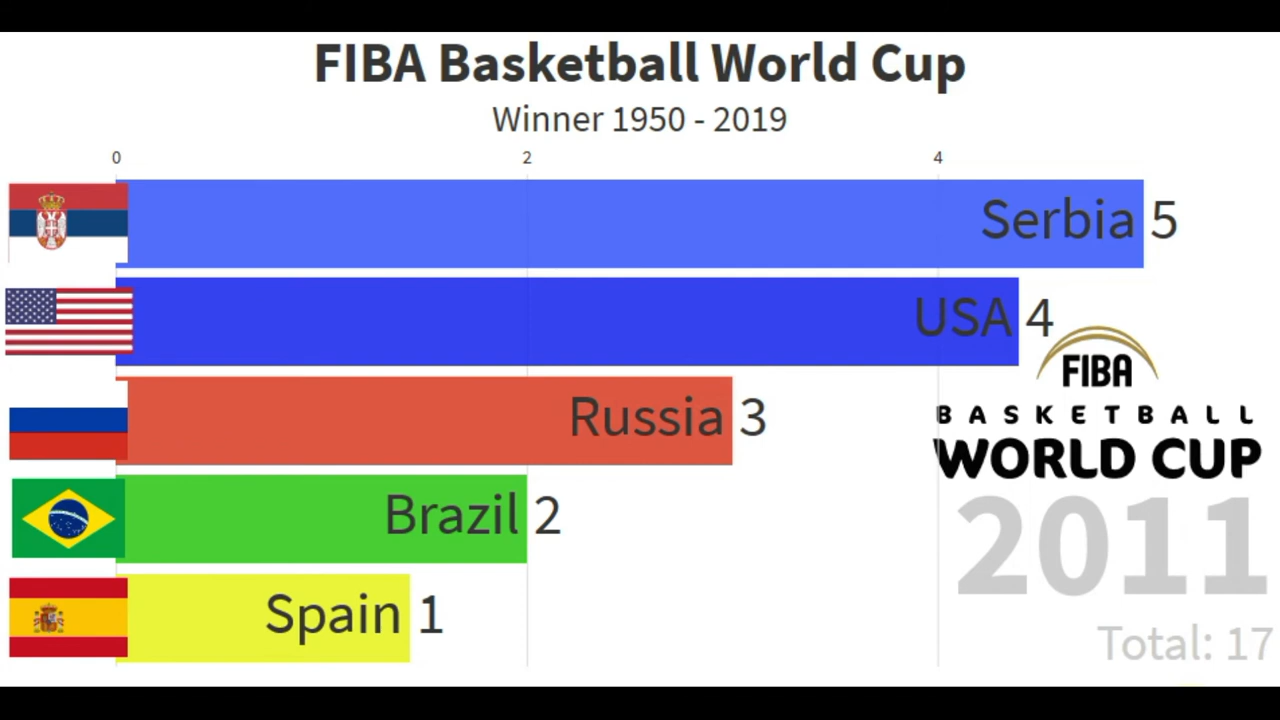 FIBA Basketball World Cup
Winner 1950 - 2019
0 2 4
Serbia 5
USA 4
Russia 3
Brazil 2
Spain 1
FIBA
BASKETBALL
WORLD CUP
2011
Total: 17